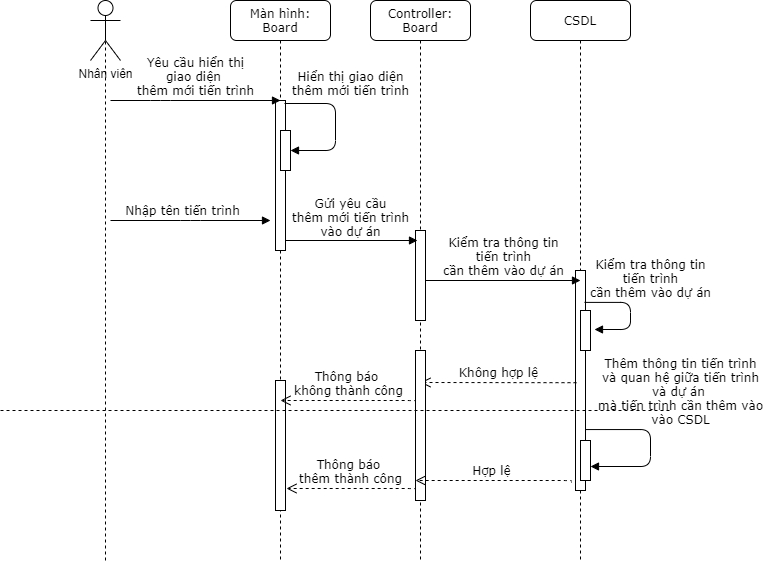 Màn hình:
Board
Controller:
Board
CSDL
Nhân viên
Yêu cầu hiển thị
giao diện
thêm mới tiến trình
Hiển thị giao diện
thêm mới tiến trình
Nhập tên tiến trình
Gửi yêu cầu
thêm mới tiến trình
vào dự án
Kiểm tra thông tin
tiến trình
cần thêm vào dự án
Kiểm tra thông tin
tiến trình
cần thêm vào dự án
Không hợp lệ
Thông báo
không thành công
Thêm thông tin tiến trình
và quan hệ giữa tiến trình
và dự án
mà tiến trình cần thêm vào
vào CSDL
Hợp lệ
Thông báo
thêm thành công